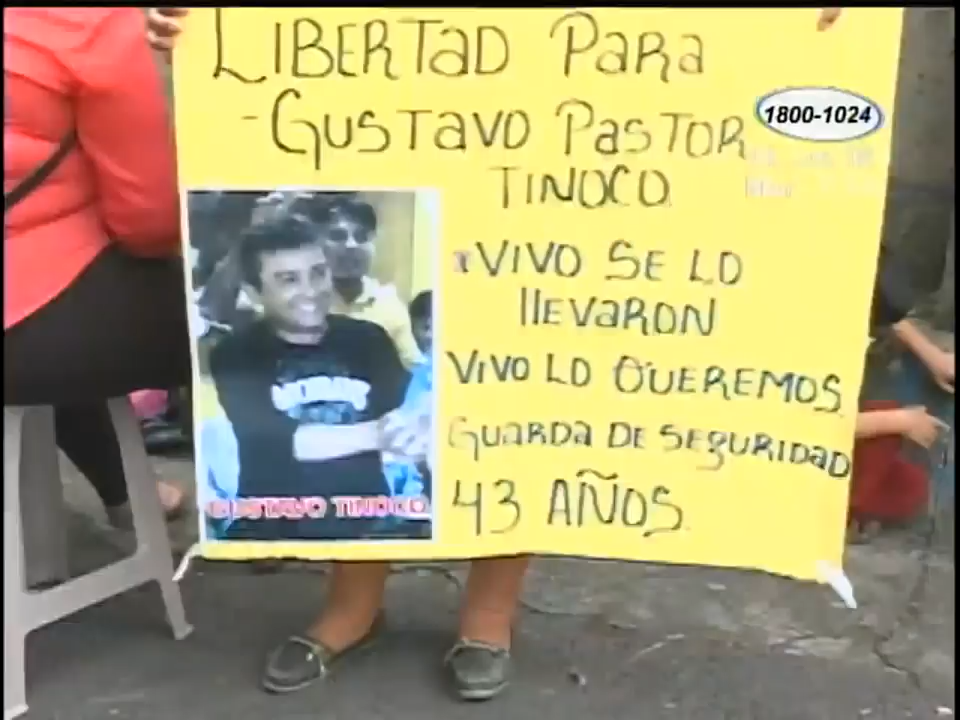 LIBERTAD PARA
-GUSTAVO PASTOR
TINOCO
1800-1024
*VIVO SE LO
LLEVARON
VIVO LO QUEREMOS
GUARDA DE SEGURIDAD
43 AÑOS
GUSTAVO TINOCO